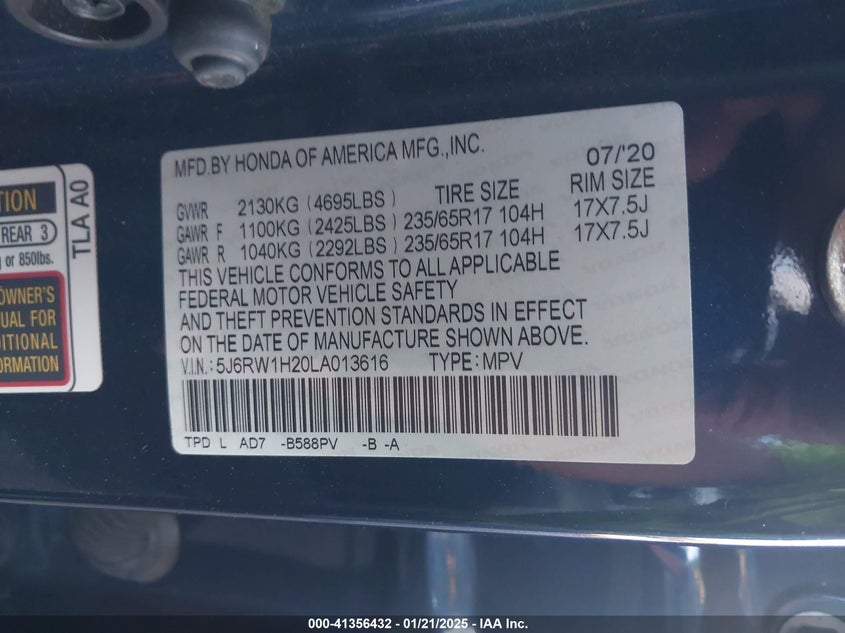 MFD.BY HONDA OF AMERICA MFG.,INC. 07/'20
GVWR 2130KG (4695LBS) TIRE SIZE RIM SIZE
GAWR F 1100KG (2425LBS) 235/65R17 104H 17X7.5J
GAWR R 1040KG (2292LBS) 235/65R17 104H 17X7.5J
THIS VEHICLE CONFORMS TO ALL APPLICABLE
FEDERAL MOTOR VEHICLE SAFETY
AND THEFT PREVENTION STANDARDS IN EFFECT
ON THE DATE OF MANUFACTURE SHOWN ABOVE.
V.I.N.: 5J6RW1H20LA013616 TYPE: MPV
TPD L AD7 -B588PV -B -A
REAR 3
or 850lbs.
OWNER'S
FOR
TLA A0
000-41356432 - 01/21/2025 - IAA Inc.